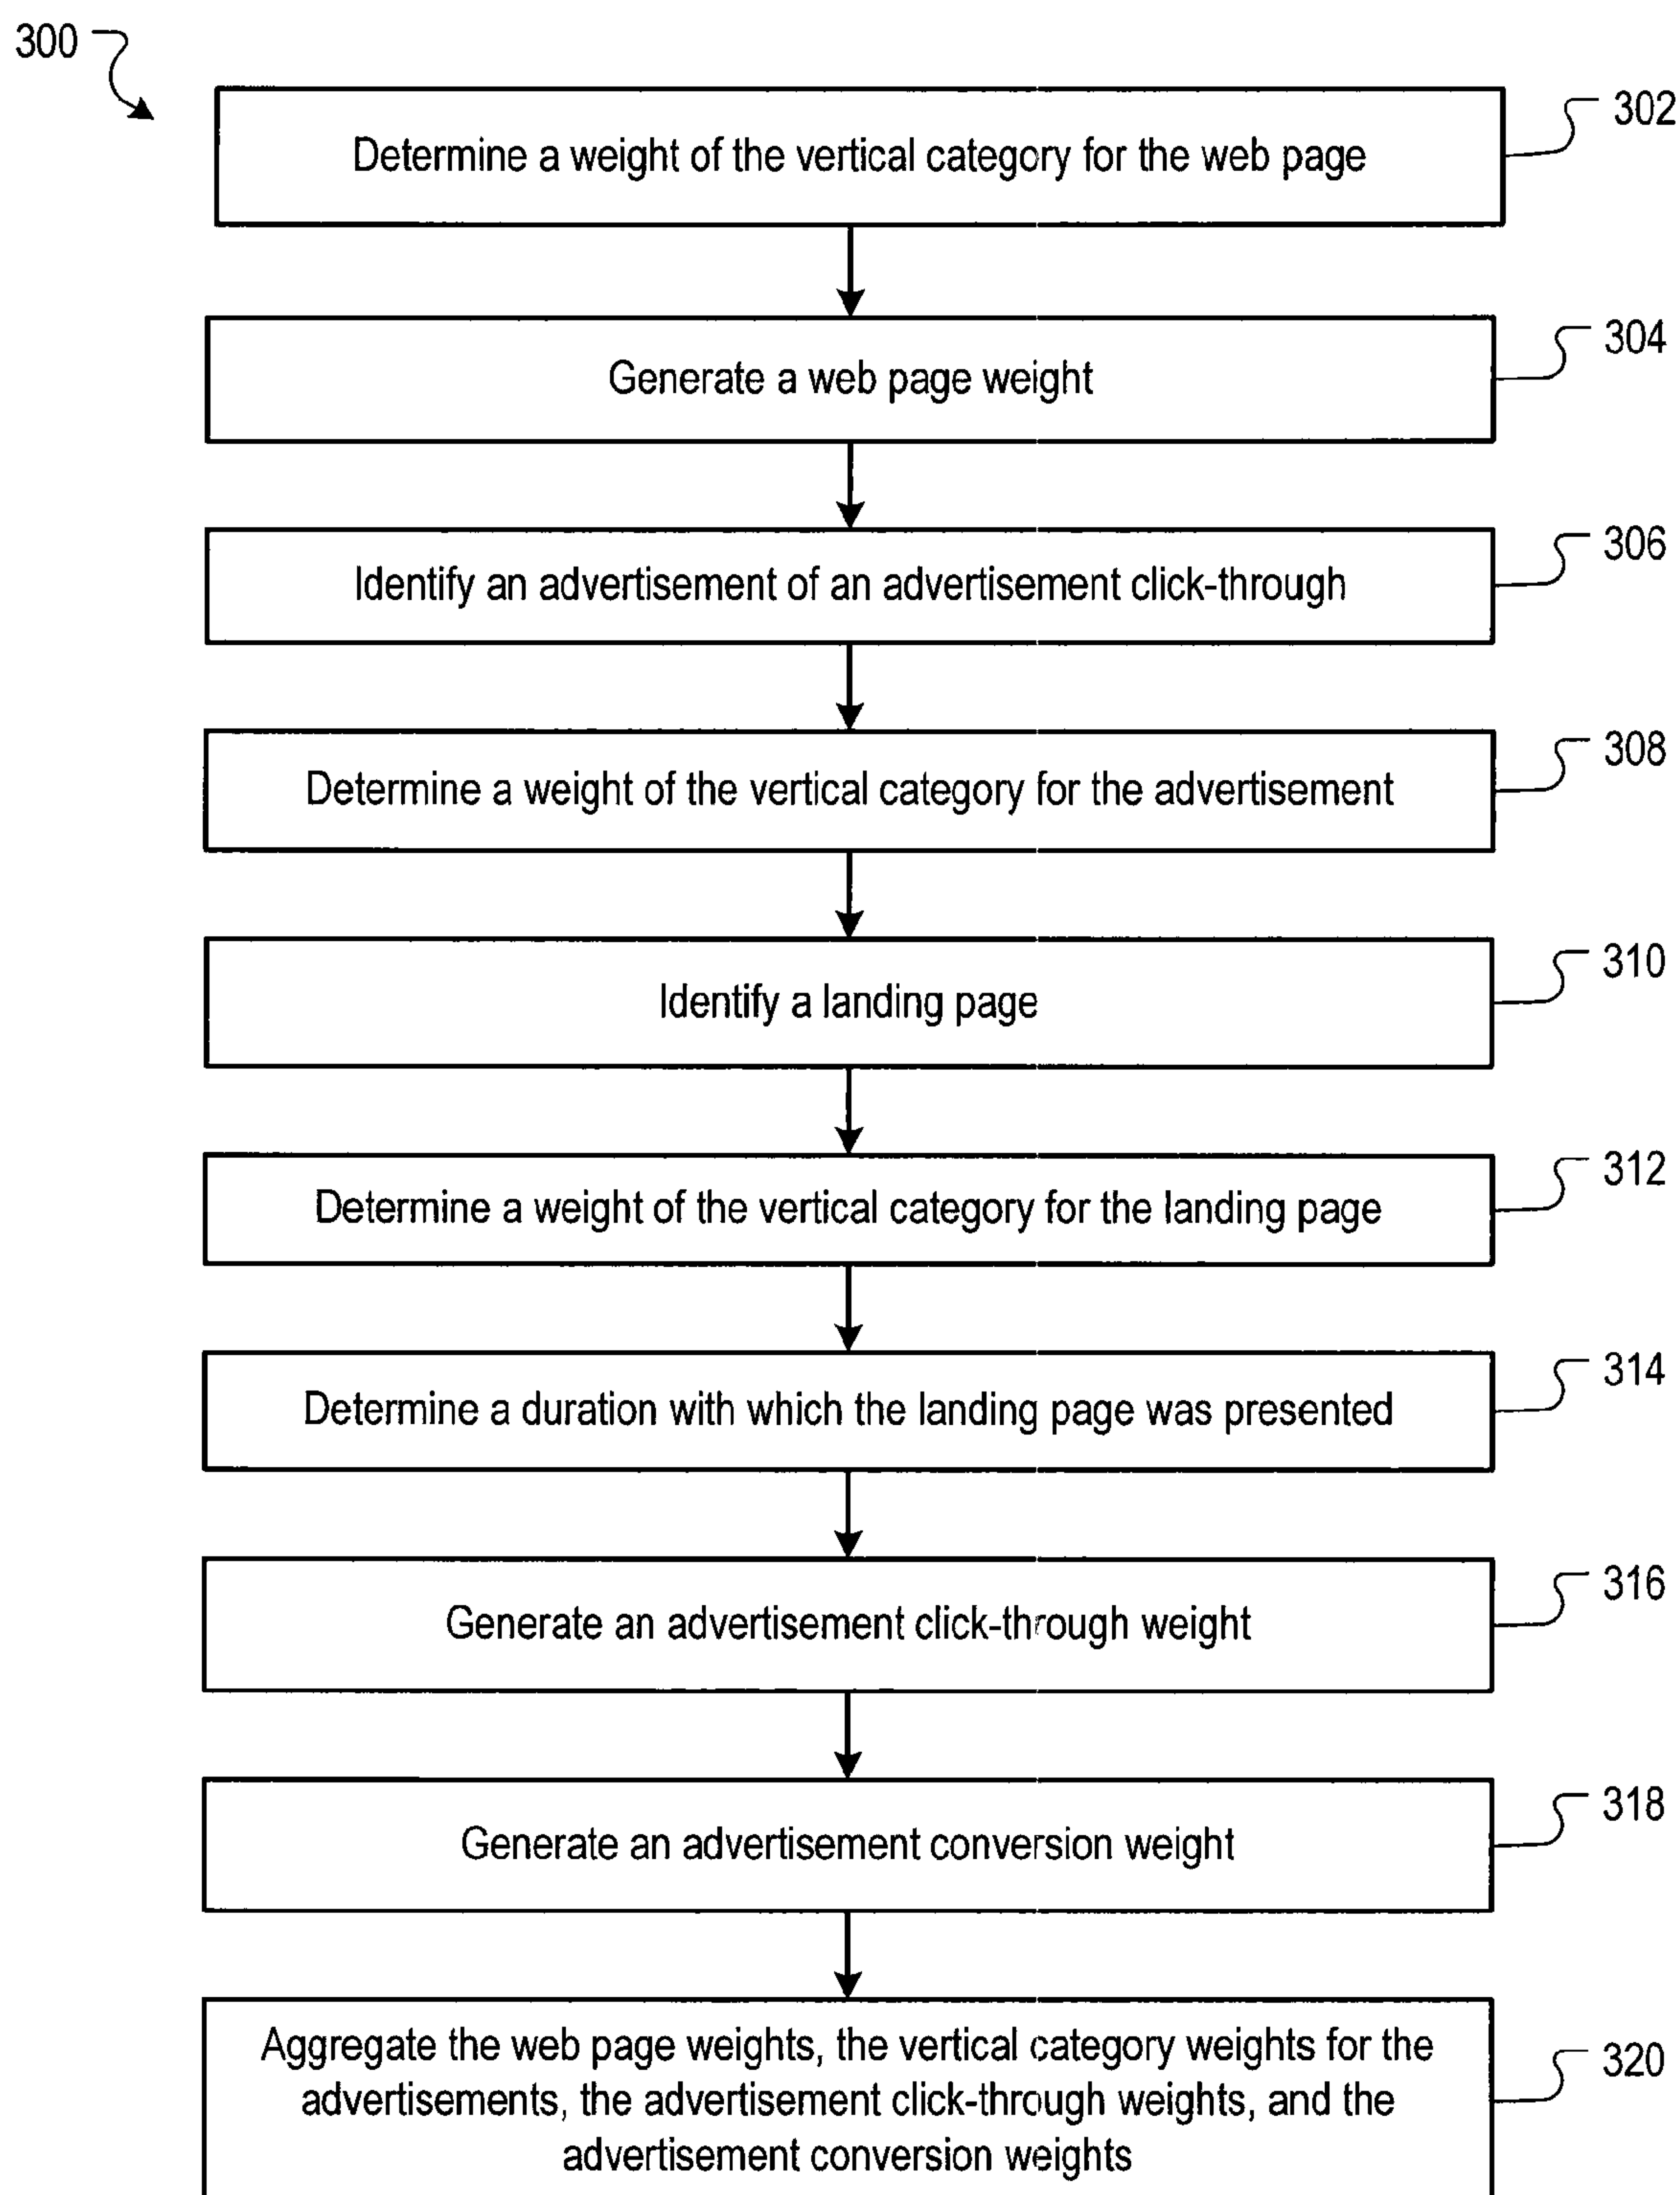 300
Determine a weight of the vertical category for the web page
302
Generate a web page weight
304
Identify an advertisement of an advertisement click-through
306
Determine a weight of the vertical category for the advertisement
308
Identify a landing page
310
Determine a weight of the vertical category for the landing page
312
Determine a duration with which the landing page was presented
314
Generate an advertisement click-through weight
316
Generate an advertisement conversion weight
318
Aggregate the web page weights, the vertical category weights for the
advertisements, the advertisement click-through weights, and the
advertisement conversion weights
320